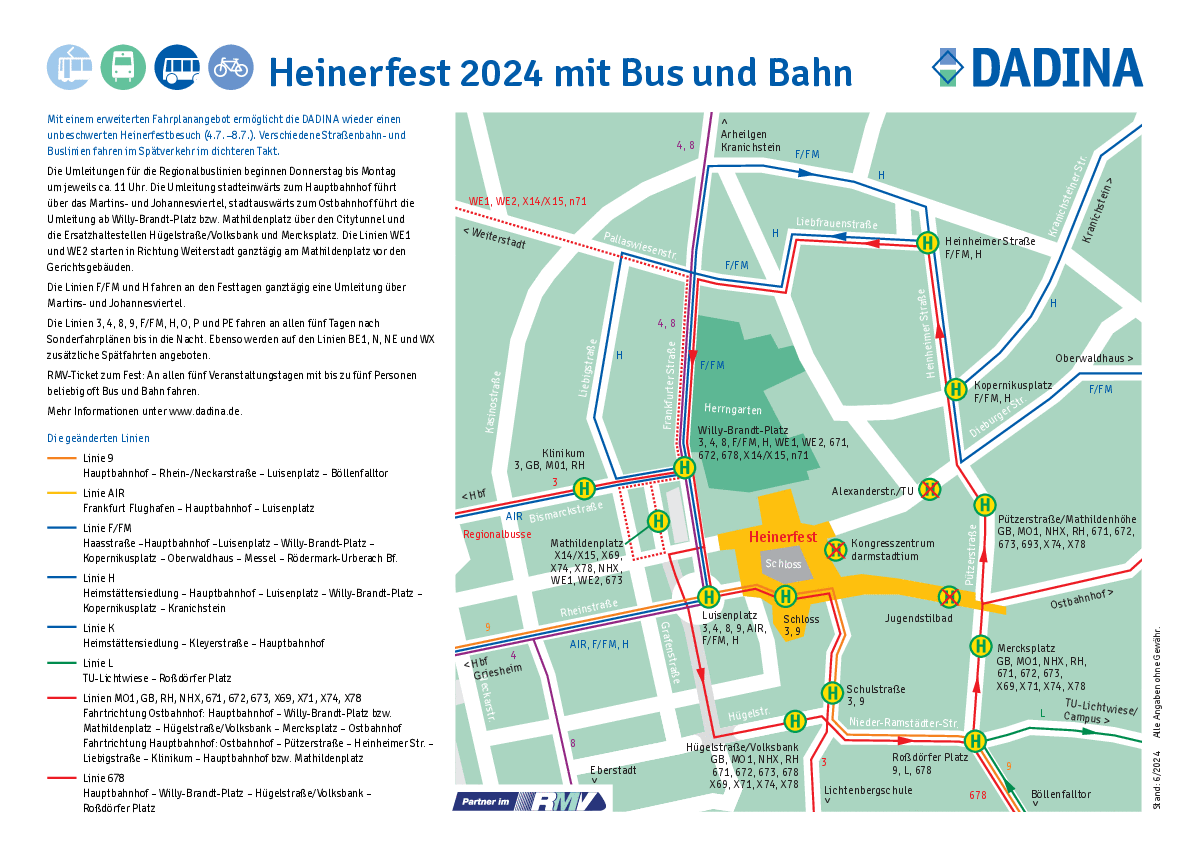 Heinerfest 2024 mit Bus und Bahn
DADINA
Mit einem erweiterten Fahrplanangebot ermöglicht die DADINA wieder einen
unbeschwerten Heinerfestbesuch (4.7.–8.7.). Verschiedene Straßenbahn- und
Buslinien fahren im Spätverkehr im dichteren Takt.
Die Umleitungen für die Regionalbuslinien beginnen Donnerstag bis Montag
um jeweils ca. 11 Uhr. Die Umleitung stadteinwärts zum Hauptbahnhof führt
über das Martins- und Johannesviertel, stadtauswärts zum Ostbahnhof führt die
Umleitung ab Willy-Brandt-Platz bzw. Mathildenplatz über den Citytunnel und
die Ersatzhaltestellen Hügelstraße/Volksbank und Mercksplatz. Die Linien WE1
und WE2 starten in Richtung Weiterstadt ganztägig am Mathildenplatz vor den
Gerichtsgebäuden.
Die Linien F/FM und H fahren an den Festtagen ganztägig eine Umleitung über
Martins- und Johannesviertel.
Die Linien 3, 4, 8, 9, F/FM, H, O, P und PE fahren an allen fünf Tagen nach
Sonderfahrplänen bis in die Nacht. Ebenso werden auf den Linien BE1, N, NE und WX
zusätzliche Spätfahrten angeboten.
RMV-Ticket zum Fest: An allen fünf Veranstaltungstagen mit bis zu fünf Personen
beliebig oft Bus und Bahn fahren.
Mehr Informationen unter www.dadina.de.
Die geänderten Linien
Linie 9
Hauptbahnhof – Rhein-/Neckarstraße – Luisenplatz – Böllenfalltor
Linie AIR
Frankfurt Flughafen – Hauptbahnhof – Luisenplatz
Linie F/FM
Haasstraße –Hauptbahnhof –Luisenplatz – Willy-Brandt-Platz –
Kopernikusplatz – Oberwaldhaus – Messel – Rödermark-Urberach Bf.
Linie H
Heimstättensiedlung – Hauptbahnhof – Luisenplatz – Willy-Brandt-Platz –
Kopernikusplatz – Kranichstein
Linie K
Heimstättensiedlung – Kleyerstraße – Hauptbahnhof
Linie L
TU-Lichtwiese – Roßdörfer Platz
Linien MO1, GB, RH, NHX, 671, 672, 673, X69, X71, X74, X78
Fahrtrichtung Ostbahnhof: Hauptbahnhof – Willy-Brandt-Platz bzw.
Mathildenplatz – Hügelstraße/Volksbank – Mercksplatz – Ostbahnhof
Fahrtrichtung Hauptbahnhof: Ostbahnhof – Pützerstraße – Heinheimer Str. –
Liebigstraße – Klinikum – Hauptbahnhof bzw. Mathildenplatz
Linie 678
Hauptbahnhof – Willy-Brandt-Platz – Hügelstraße/Volksbank –
Roßdörfer Platz
<
Arheilgen
Kranichstein
4, 8
F/FM
H
WE1, WE2, X14/X15, n71
< Weiterstadt
Pallaswiesenstr.
Liebfrauenstraße
H
F/FM
H
Heinheimer Straße
F/FM, H
Kranichsteiner Str.
Kranichstein >
H
4, 8
H
F/FM
Kasinostraße
Liebigstraße
Frankfurter Straße
Heinheimer Straße
Herrngarten
Oberwaldhaus >
F/FM
H
Kopernikusplatz
F/FM, H
Dieburger Str.
Willy-Brandt-Platz
3, 4, 8, F/FM, H, WE1, WE2, 671,
672, 678, X14/X15, n71
H
Klinikum
3, GB, MO1, RH
H
3
< Hbf
AIR
Bismarckstraße
Regionalbusse
Alexanderstr./TU
H
H
Pützerstraße/Mathildenhöhe
GB, MO1, NHX, RH, 671, 672,
673, 693, X74, X78
H
Mathildenplatz
X14/X15, X69,
X74, X78, NHX,
WE1, WE2, 673
Heinerfest
Schloss
H
Kongresszentrum
darmstadtium
Pützerstraße
Ostbahnhof >
H
Jugendstilbad
Rheinstraße
9
H
Luisenplatz
3, 4, 8, 9, AIR,
F/FM, H
H
Schloss
3, 9
AIR, F/FM, H
4
< Hbf
Griesheim
Neckarstr.
Grafenstraße
H
Mercksplatz
GB, MO1, NHX, RH,
671, 672, 673,
X69, X71, X74, X78
H
Schulstraße
3, 9
Hügelstr.
H
Nieder-Ramstädter-Str.
L
TU-Lichtwiese/
Campus >
Hügelstraße/Volksbank
GB, MO1, NHX, RH
671, 672, 673, 678
X69, X71, X74, X78
8
H
Roßdörfer Platz
9, L, 678
3
9
Eberstadt
<
Lichtenbergschule
<
678
Böllenfalltor
<
Partner im RMV
Stand: 6/2024 Alle Angaben ohne Gewähr.